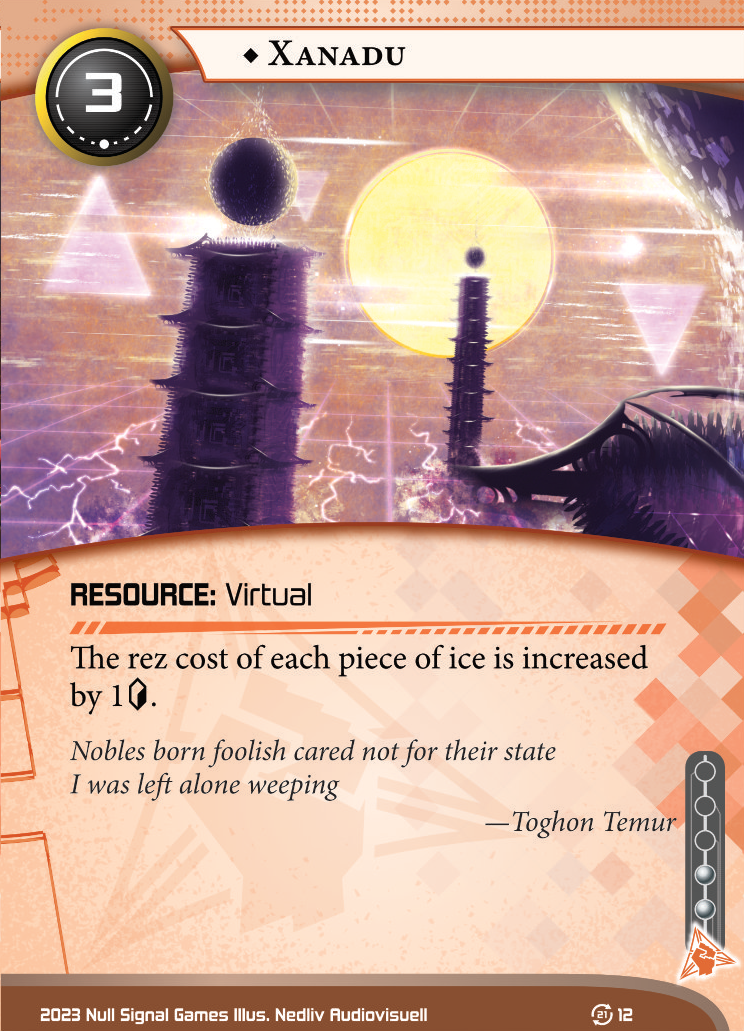 3
◆ XANADU
RESOURCE: Virtual
The rez cost of each piece of ice is increased
by 1.
Nobles born foolish cared not for their state
I was left alone weeping
—Toghon Temur
2023 Null Signal Games Illus. Nedliv Audiovisuell
21 12